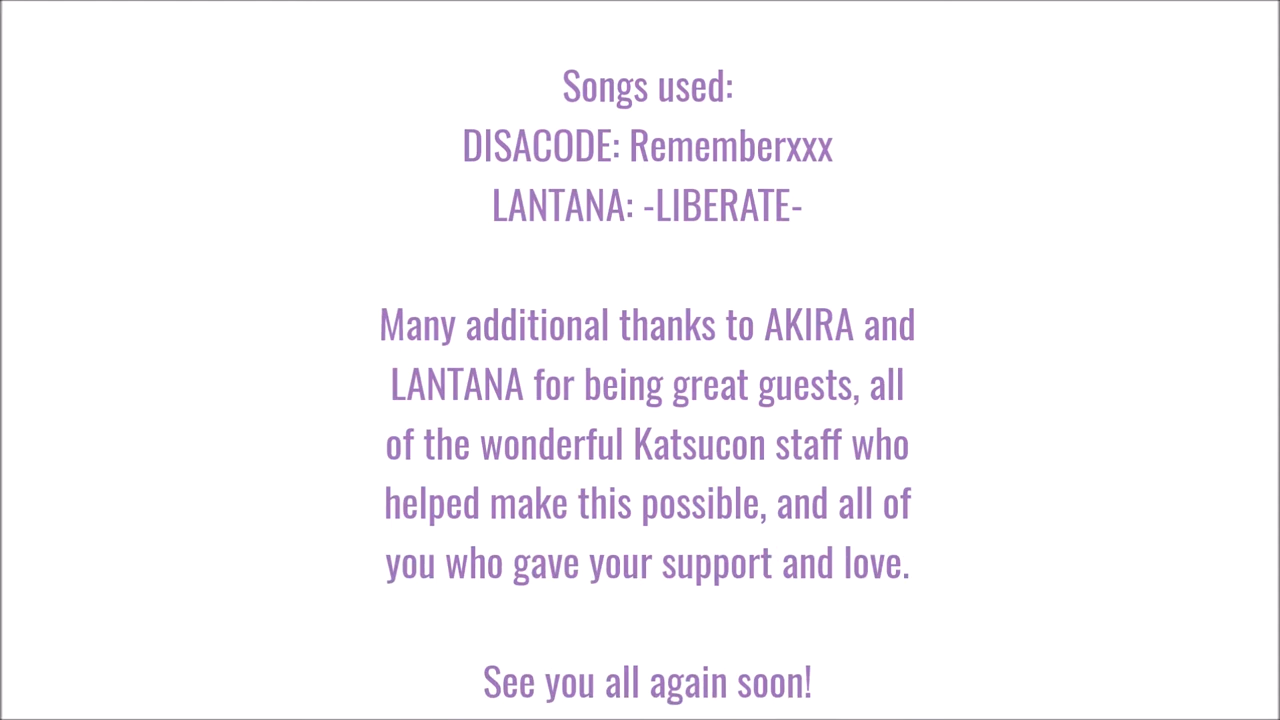 Songs used:
DISACODE: Rememberxxx
LANTANA: -LIBERATE-
Many additional thanks to AKIRA and
LANTANA for being great guests, all
of the wonderful Katsucon staff who
helped make this possible, and all of
you who gave your support and love.
See you all again soon!